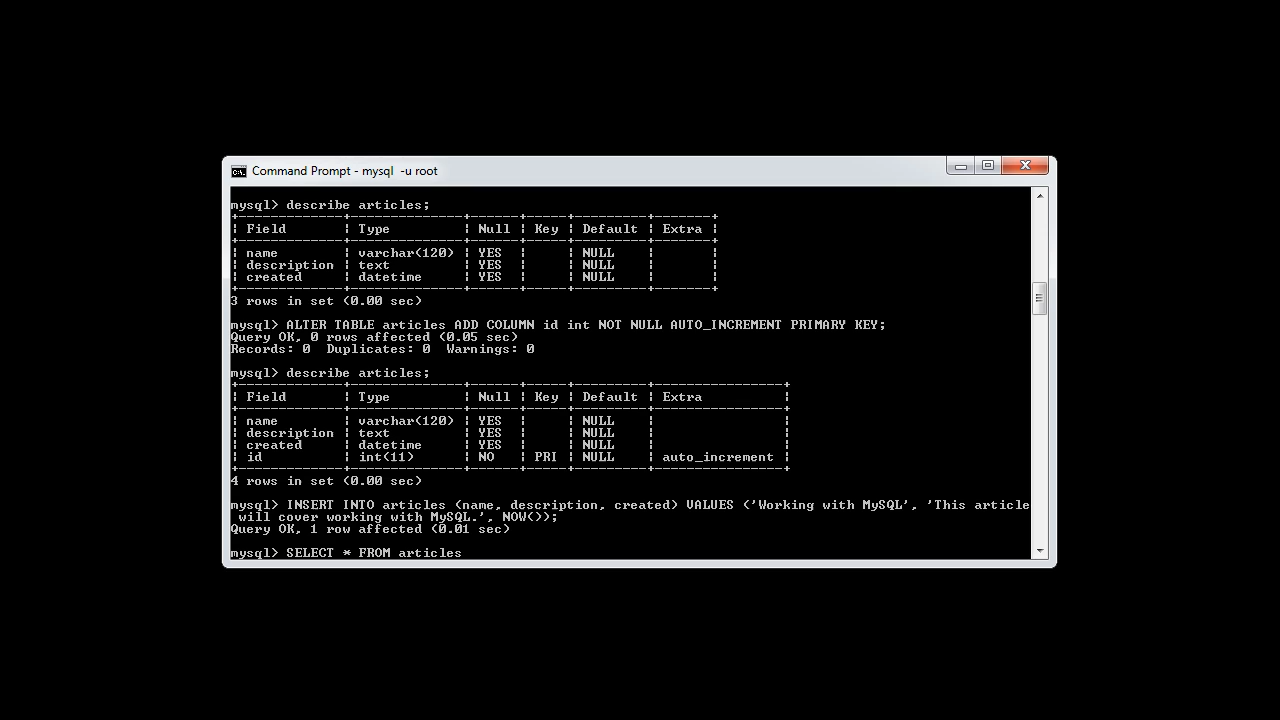 Command Prompt - mysql  -u root
mysql> describe articles;
+-------------+--------------+------+-----+---------+-------+
| Field       | Type         | Null | Key | Default | Extra |
+-------------+--------------+------+-----+---------+-------+
| name        | varchar(120) | YES  |     | NULL    |       |
| description | text         | YES  |     | NULL    |       |
| created     | datetime     | YES  |     | NULL    |       |
+-------------+--------------+------+-----+---------+-------+
3 rows in set (0.00 sec)
mysql> ALTER TABLE articles ADD COLUMN id int NOT NULL AUTO_INCREMENT PRIMARY KEY;
Query OK, 0 rows affected (0.05 sec)
Records: 0  Duplicates: 0  Warnings: 0
mysql> describe articles;
+-------------+--------------+------+-----+---------+----------------+
| Field       | Type         | Null | Key | Default | Extra          |
+-------------+--------------+------+-----+---------+----------------+
| name        | varchar(120) | YES  |     | NULL    |                |
| description | text         | YES  |     | NULL    |                |
| created     | datetime     | YES  |     | NULL    |                |
| id          | int(11)      | NO   | PRI | NULL    | auto_increment |
+-------------+--------------+------+-----+---------+----------------+
4 rows in set (0.00 sec)
mysql> INSERT INTO articles (name, description, created) VALUES ('Working with MySQL', 'This article
 will cover working with MySQL.', NOW());
Query OK, 1 row affected (0.01 sec)
mysql> SELECT * FROM articles